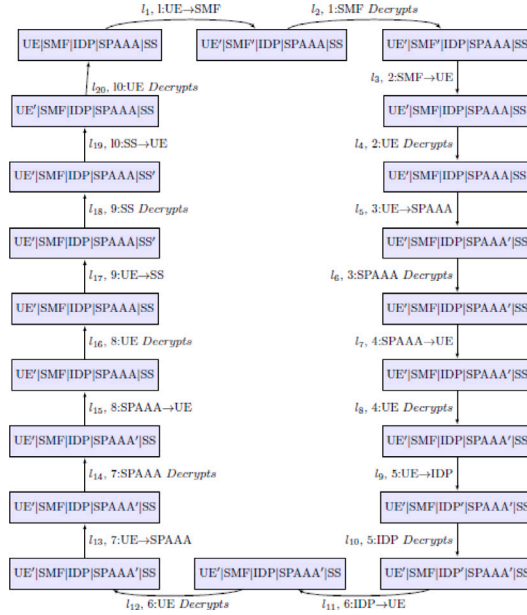 l1, 1:UE→SMF
l2, 1:SMF Decrypts
UE|SMF|IDP|SPAAA|SS
UE′|SMF′|IDP|SPAAA|SS
UE′|SMF′|IDP|SPAAA|SS
l3, 2:SMF→UE
UE′|SMF|IDP|SPAAA|SS
l4, 2:UE Decrypts
UE′|SMF|IDP|SPAAA|SS
l5, 3:UE→SPAAA
UE′|SMF|IDP|SPAAA′|SS
l6, 3:SPAAA Decrypts
UE′|SMF|IDP|SPAAA′|SS
l7, 4:SPAAA→UE
UE′|SMF|IDP|SPAAA′|SS
l8, 4:UE Decrypts
UE′|SMF|IDP|SPAAA′|SS
l9, 5:UE→IDP
UE′|SMF|IDP′|SPAAA′|SS
l10, 5:IDP Decrypts
UE′|SMF|IDP′|SPAAA′|SS
l11, 6:IDP→UE
UE′|SMF|IDP|SPAAA′|SS
l12, 6:UE Decrypts
UE′|SMF|IDP|SPAAA′|SS
l13, 7:UE→SPAAA
UE′|SMF|IDP|SPAAA′|SS
l14, 7:SPAAA Decrypts
UE′|SMF|IDP|SPAAA′|SS
l15, 8:SPAAA→UE
UE′|SMF|IDP|SPAAA|SS
l16, 8:UE Decrypts
UE′|SMF|IDP|SPAAA|SS
l17, 9:UE→SS
UE′|SMF|IDP|SPAAA|SS′
l18, 9:SS Decrypts
UE′|SMF|IDP|SPAAA|SS′
l19, 10:SS→UE
UE′|SMF|IDP|SPAAA|SS
l20, 10:UE Decrypts